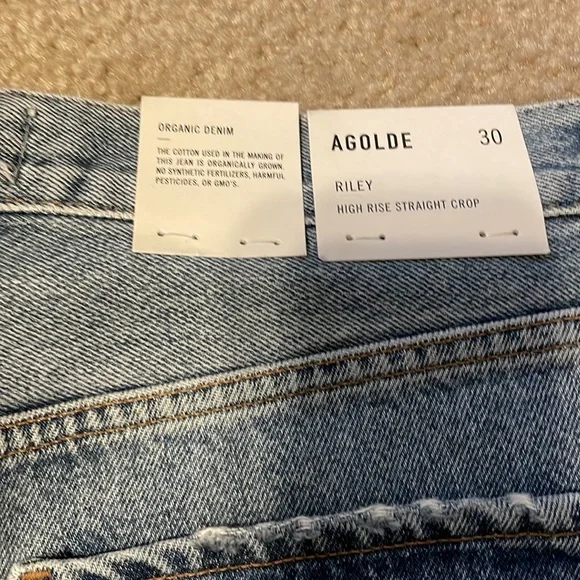 ORGANIC DENIM
THE COTTON USED IN THE MAKING OF
THIS JEAN IS ORGANICALLY GROWN.
NO SYNTHETIC FERTILIZERS, HARMFUL
PESTICIDES, OR GMO'S.
AGOLDE 30
RILEY
HIGH RISE STRAIGHT CROP